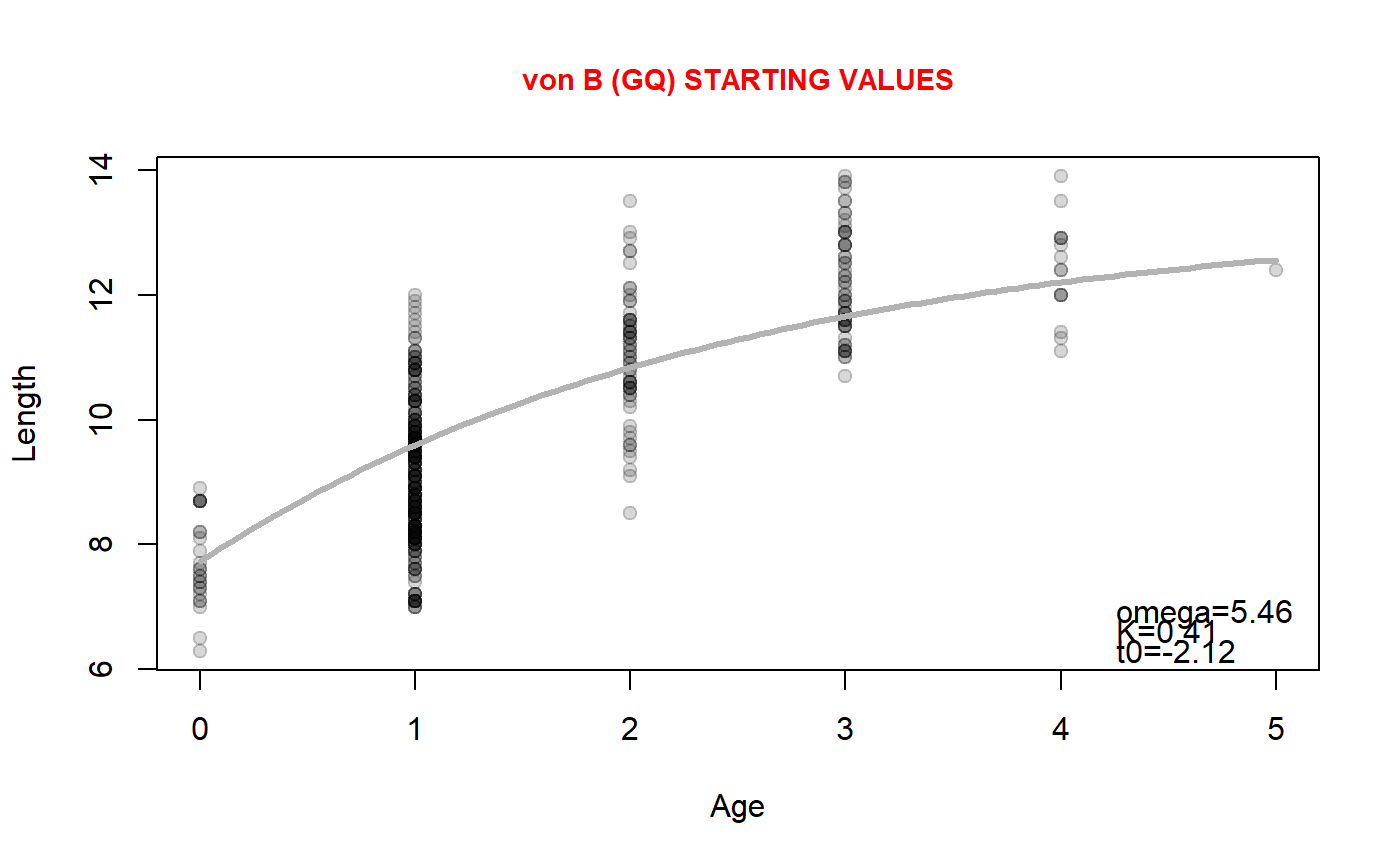 von B (GQ) STARTING VALUES
Length
14
12
10
8
6
omega=5.46
K=0.41
t0=-2.12
0 1 2 3 4 5
Age